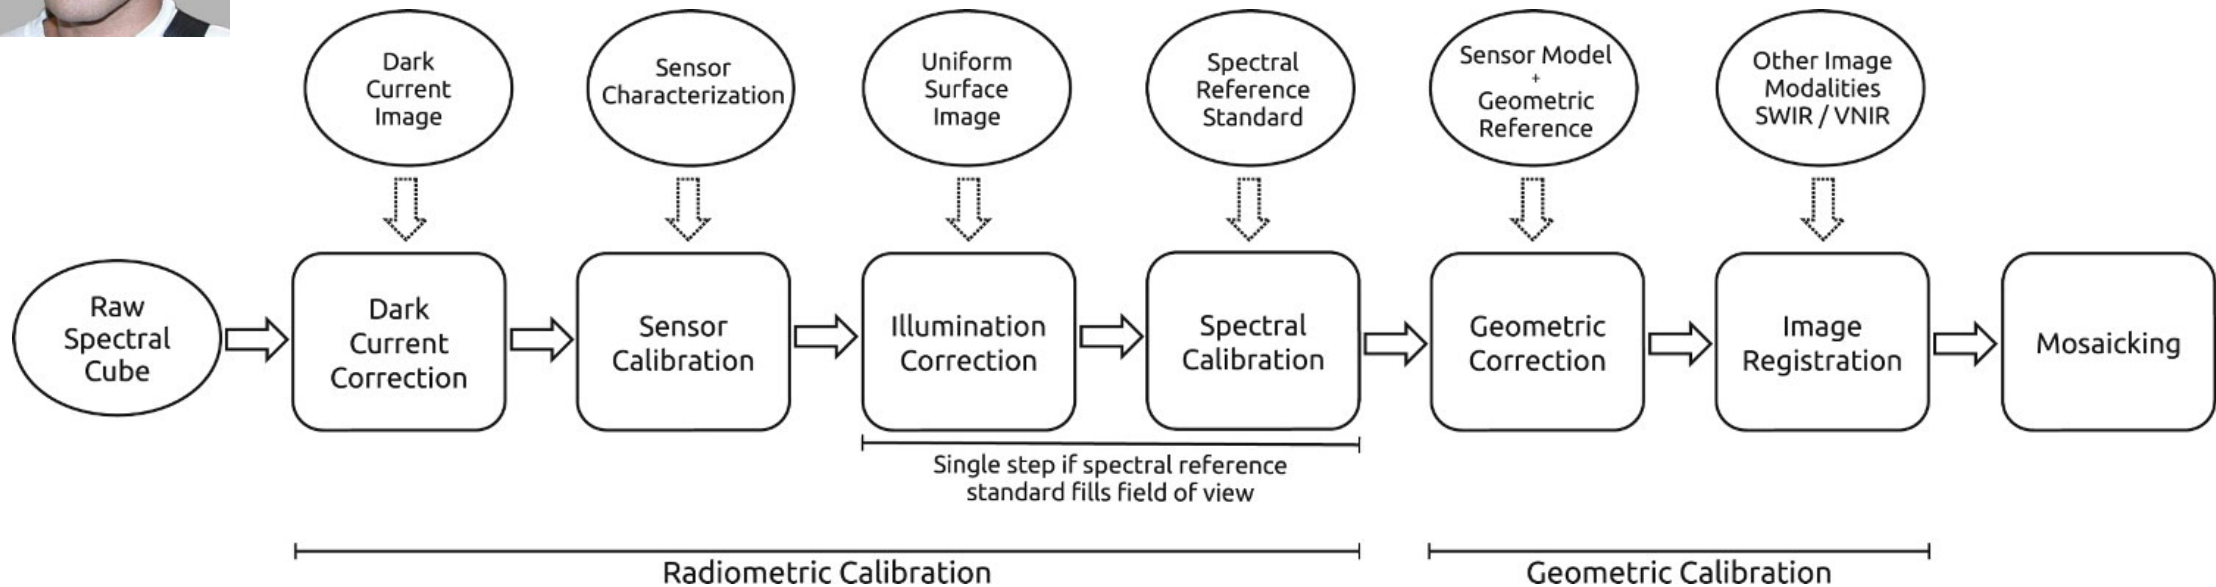 Dark
Current
Image
Sensor
Characterization
Uniform
Surface
Image
Spectral
Reference
Standard
Sensor Model
+
Geometric
Reference
Other Image
Modalities
SWIR / VNIR
Raw
Spectral
Cube
Dark
Current
Correction
Sensor
Calibration
Illumination
Correction
Spectral
Calibration
Geometric
Correction
Image
Registration
Mosaicking
Single step if spectral reference
standard fills field of view
Radiometric Calibration
Geometric Calibration